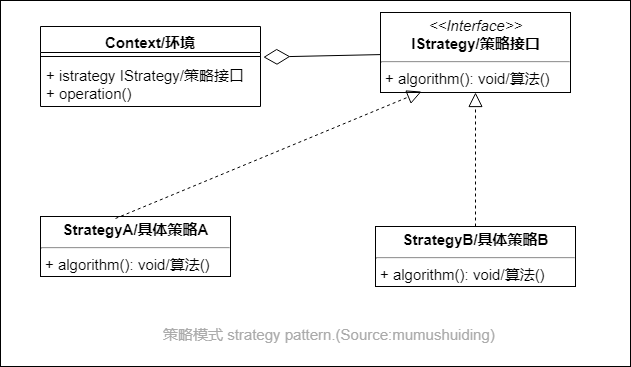 Context/环境
+ istrategy IStrategy/策略接口
+ operation()
<<Interface>>
IStrategy/策略接口
+ algorithm(): void/算法()
StrategyA/具体策略A
+ algorithm(): void/算法()
StrategyB/具体策略B
+ algorithm(): void/算法()
策略模式 strategy pattern.(Source:mumushuiding)